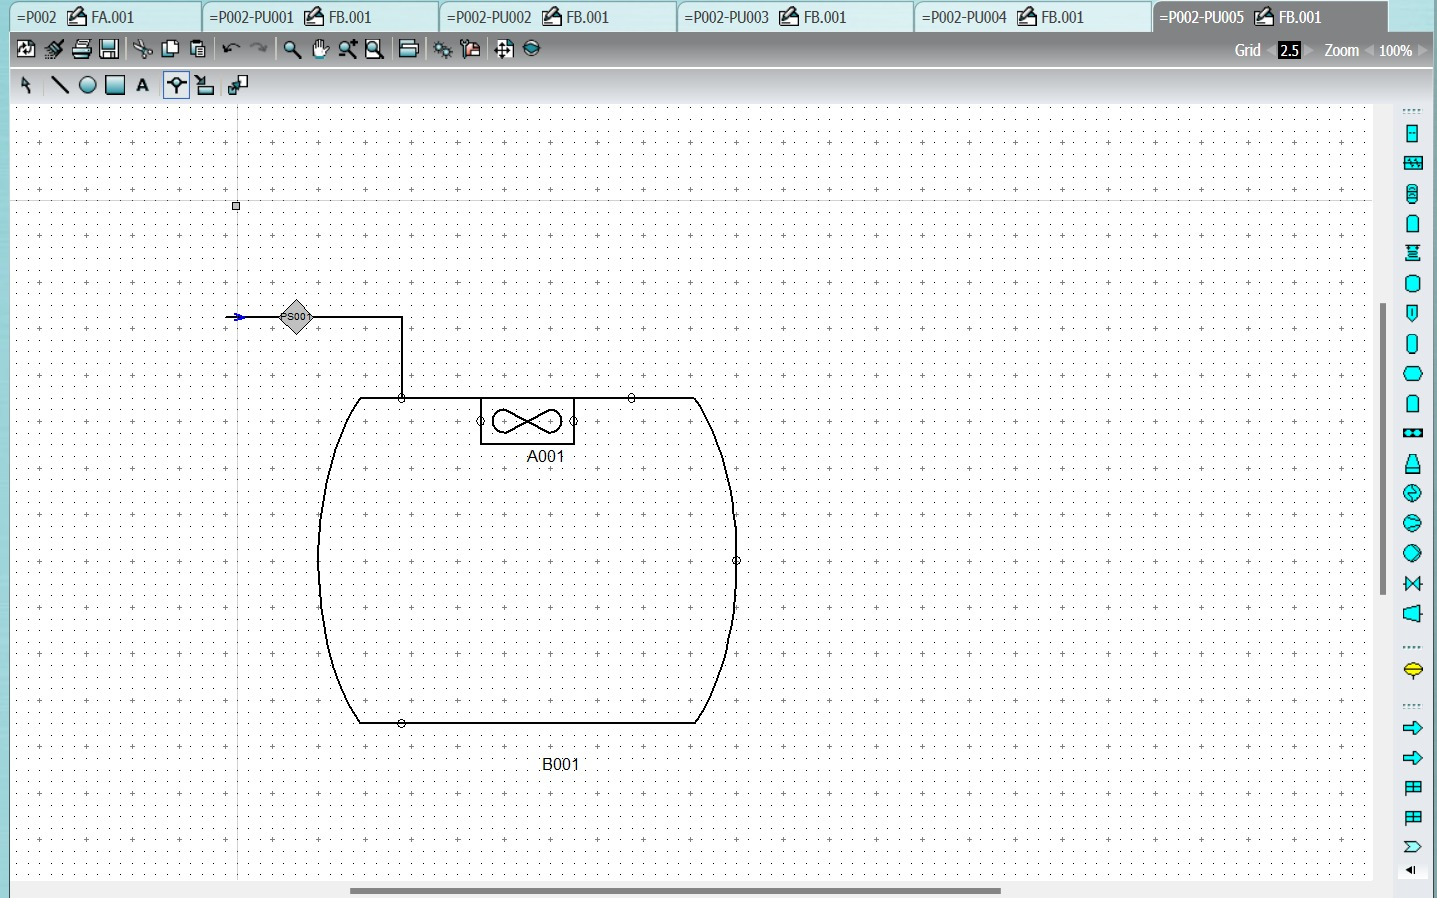 =P002 FA.001 =P002-PU001 FB.001 =P002-PU002 FB.001 =P002-PU003 FB.001 =P002-PU004 FB.001 =P002-PU005 FB.001
Grid 2.5 Zoom 100%
A
PS001
A001
B001